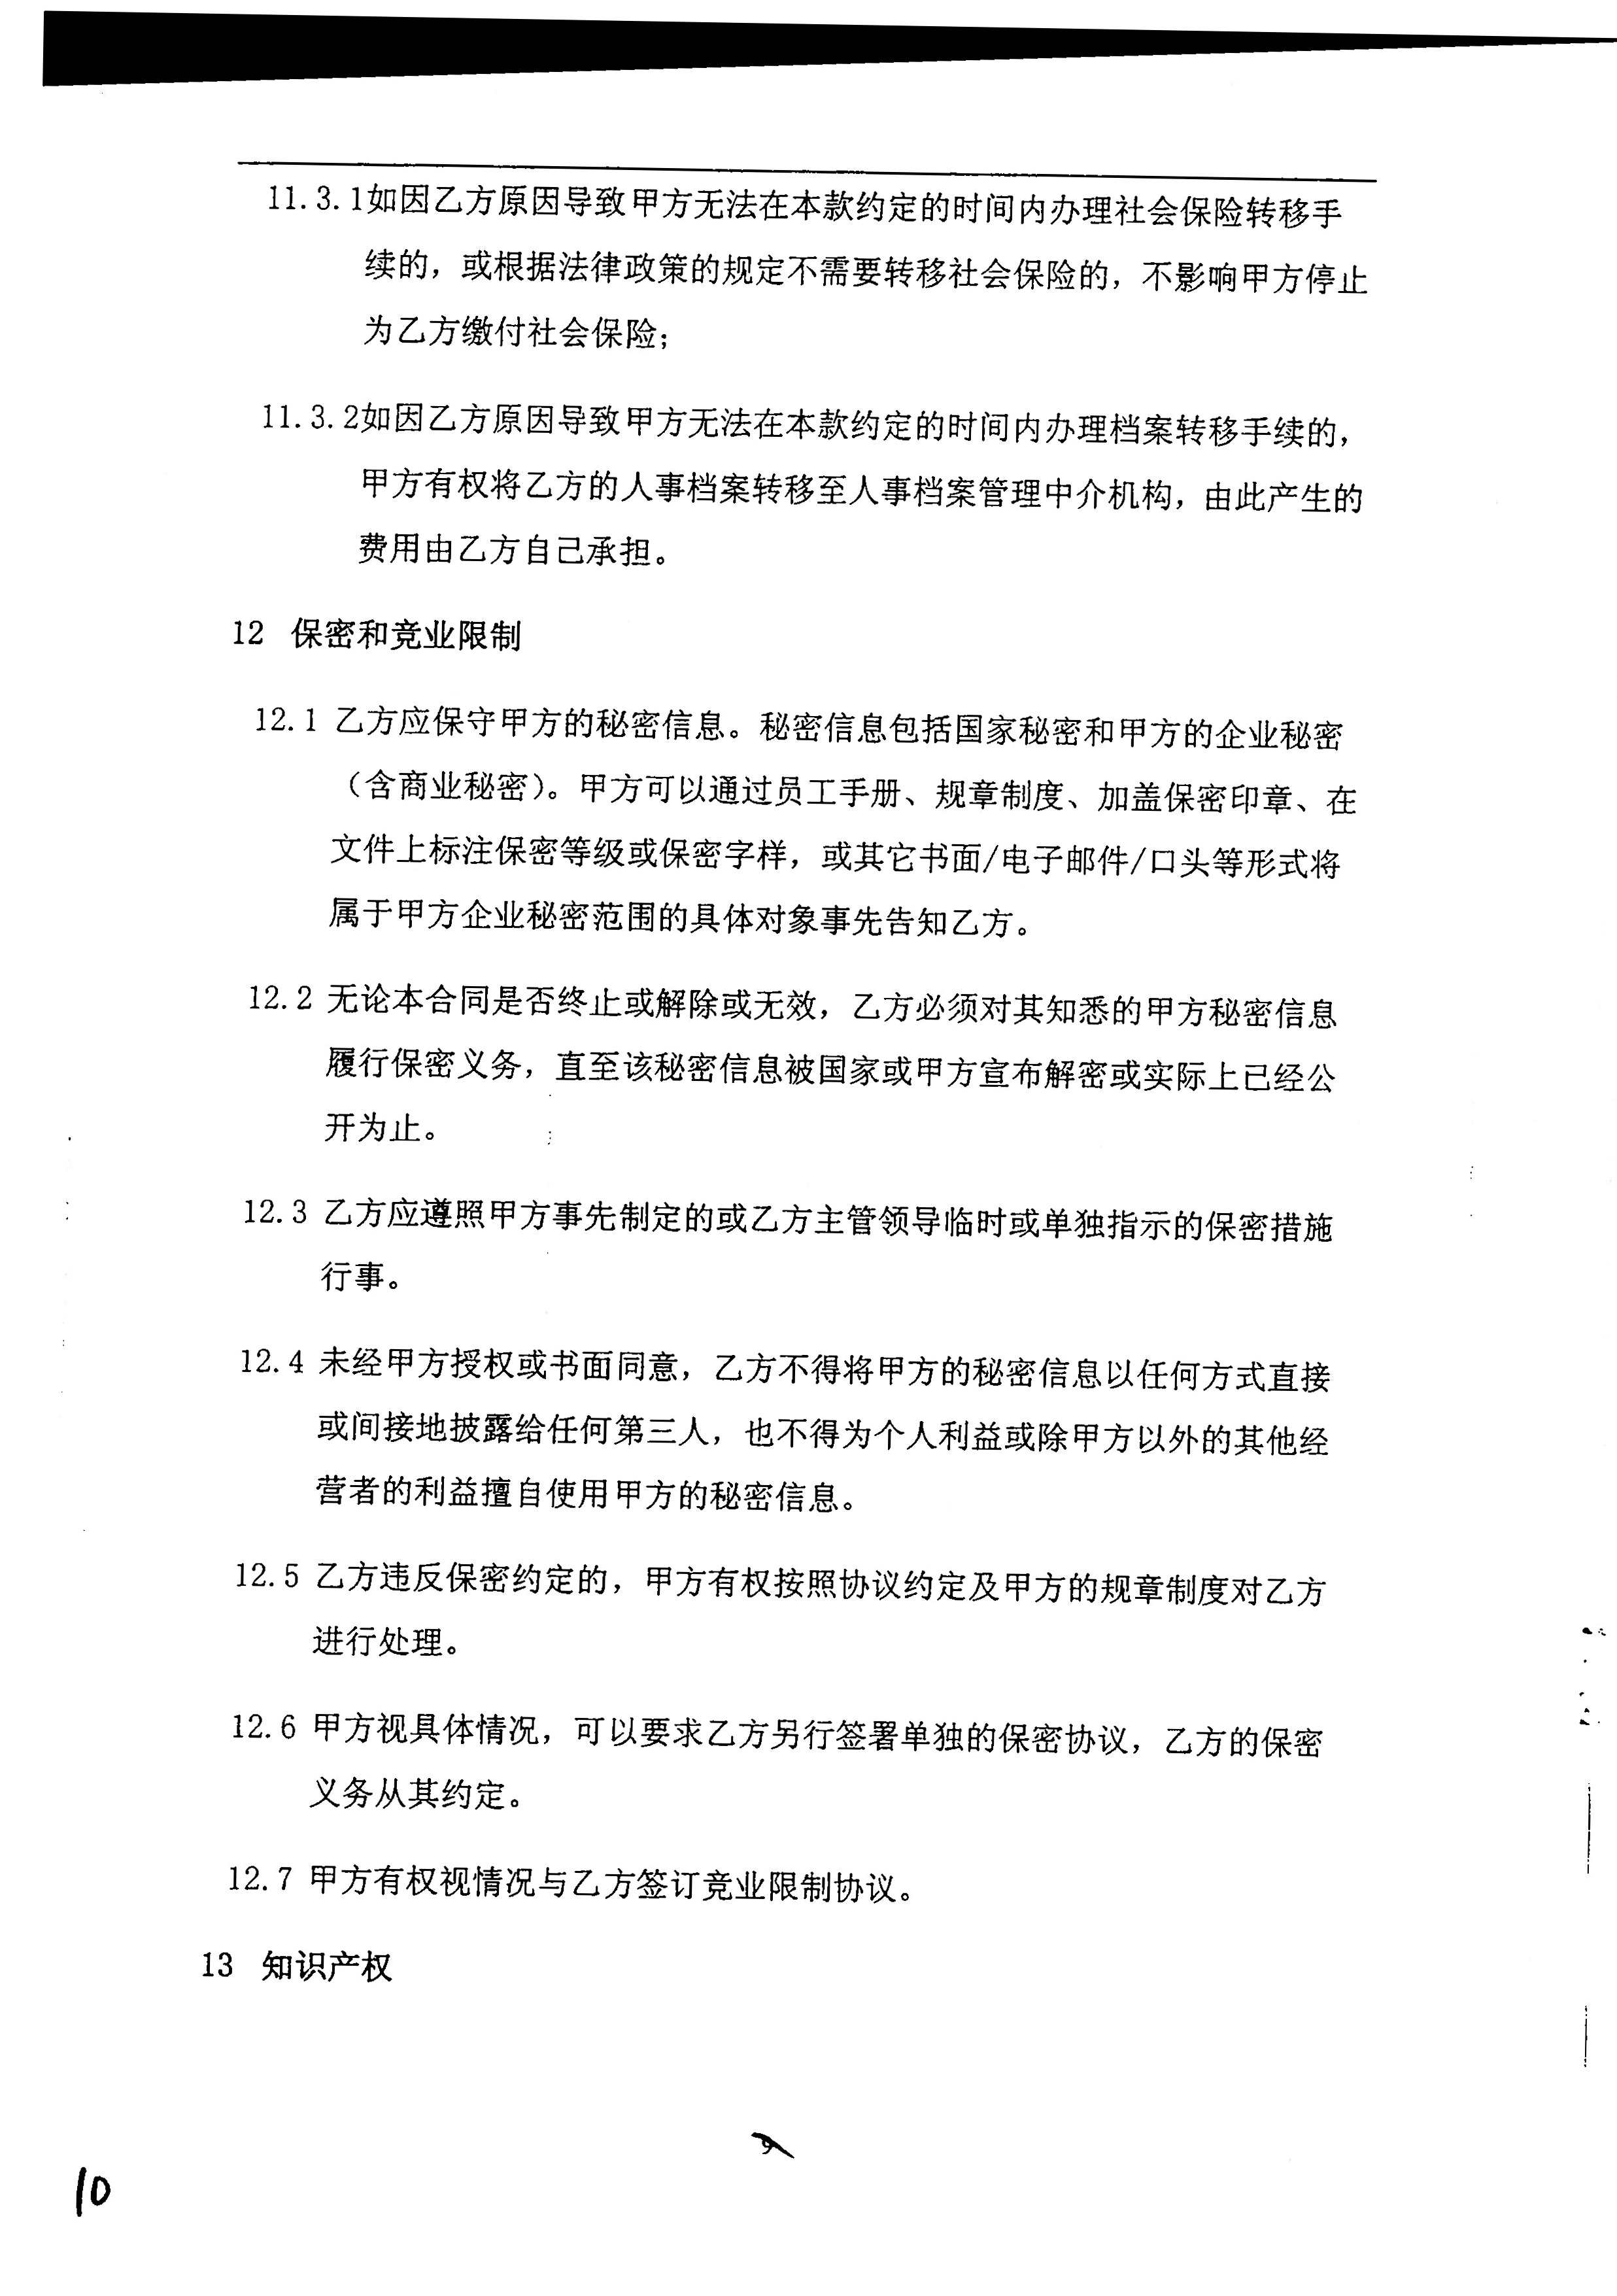 11.3.1如因乙方原因导致甲方无法在本款约定的时间内办理社会保险转移手
续的，或根据法律政策的规定不需要转移社会保险的，不影响甲方停止
为乙方缴付社会保险；
11.3.2如因乙方原因导致甲方无法在本款约定的时间内办理档案转移手续的，
甲方有权将乙方的人事档案转移至人事档案管理中介机构，由此产生的
费用由乙方自己承担。
12 保密和竞业限制
12.1 乙方应保守甲方的秘密信息。秘密信息包括国家秘密和甲方的企业秘密
（含商业秘密）。甲方可以通过员工手册、规章制度、加盖保密印章、在
文件上标注保密等级或保密字样，或其它书面/电子邮件/口头等形式将
属于甲方企业秘密范围的具体对象事先告知乙方。
12.2 无论本合同是否终止或解除或无效，乙方必须对其知悉的甲方秘密信息
履行保密义务，直至该秘密信息被国家或甲方宣布解密或实际上已经公
开为止。
12.3 乙方应遵照甲方事先制定的或乙方主管领导临时或单独指示的保密措施
行事。
12.4 未经甲方授权或书面同意，乙方不得将甲方的秘密信息以任何方式直接
或间接地披露给任何第三人，也不得为个人利益或除甲方以外的其他经
营者的利益擅自使用甲方的秘密信息。
12.5 乙方违反保密约定的，甲方有权按照协议约定及甲方的规章制度对乙方
进行处理。
12.6 甲方视具体情况，可以要求乙方另行签署单独的保密协议，乙方的保密
义务从其约定。
12.7 甲方有权视情况与乙方签订竞业限制协议。
13 知识产权
9
10